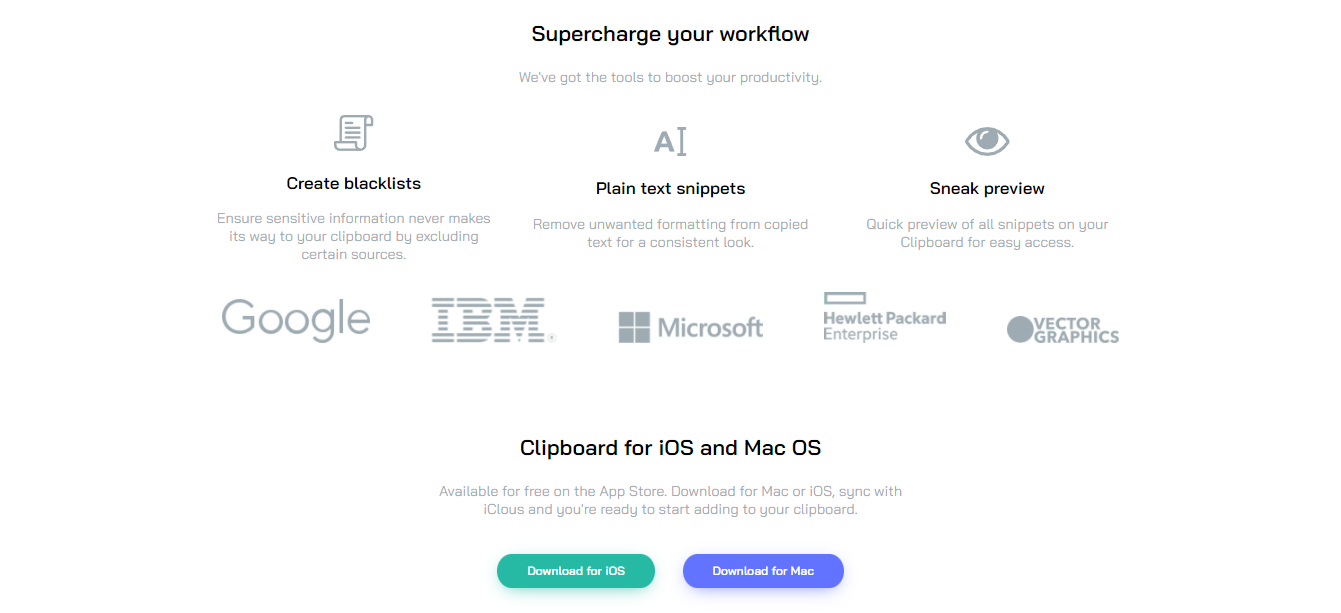 Supercharge your workflow
We've got the tools to boost your productivity.
AI
Create blacklists
Ensure sensitive information never makes
its way to your clipboard by excluding
certain sources.
Plain text snippets
Remove unwanted formatting from copied
text for a consistent look.
Sneak preview
Quick preview of all snippets on your
Clipboard for easy access.
Google
IBM
Microsoft
Hewlett Packard
Enterprise
VECTOR
GRAPHICS
Clipboard for iOS and Mac OS
Available for free on the App Store. Download for Mac or iOS, sync with
iClous and you're ready to start adding to your clipboard.
Download for iOS
Download for Mac